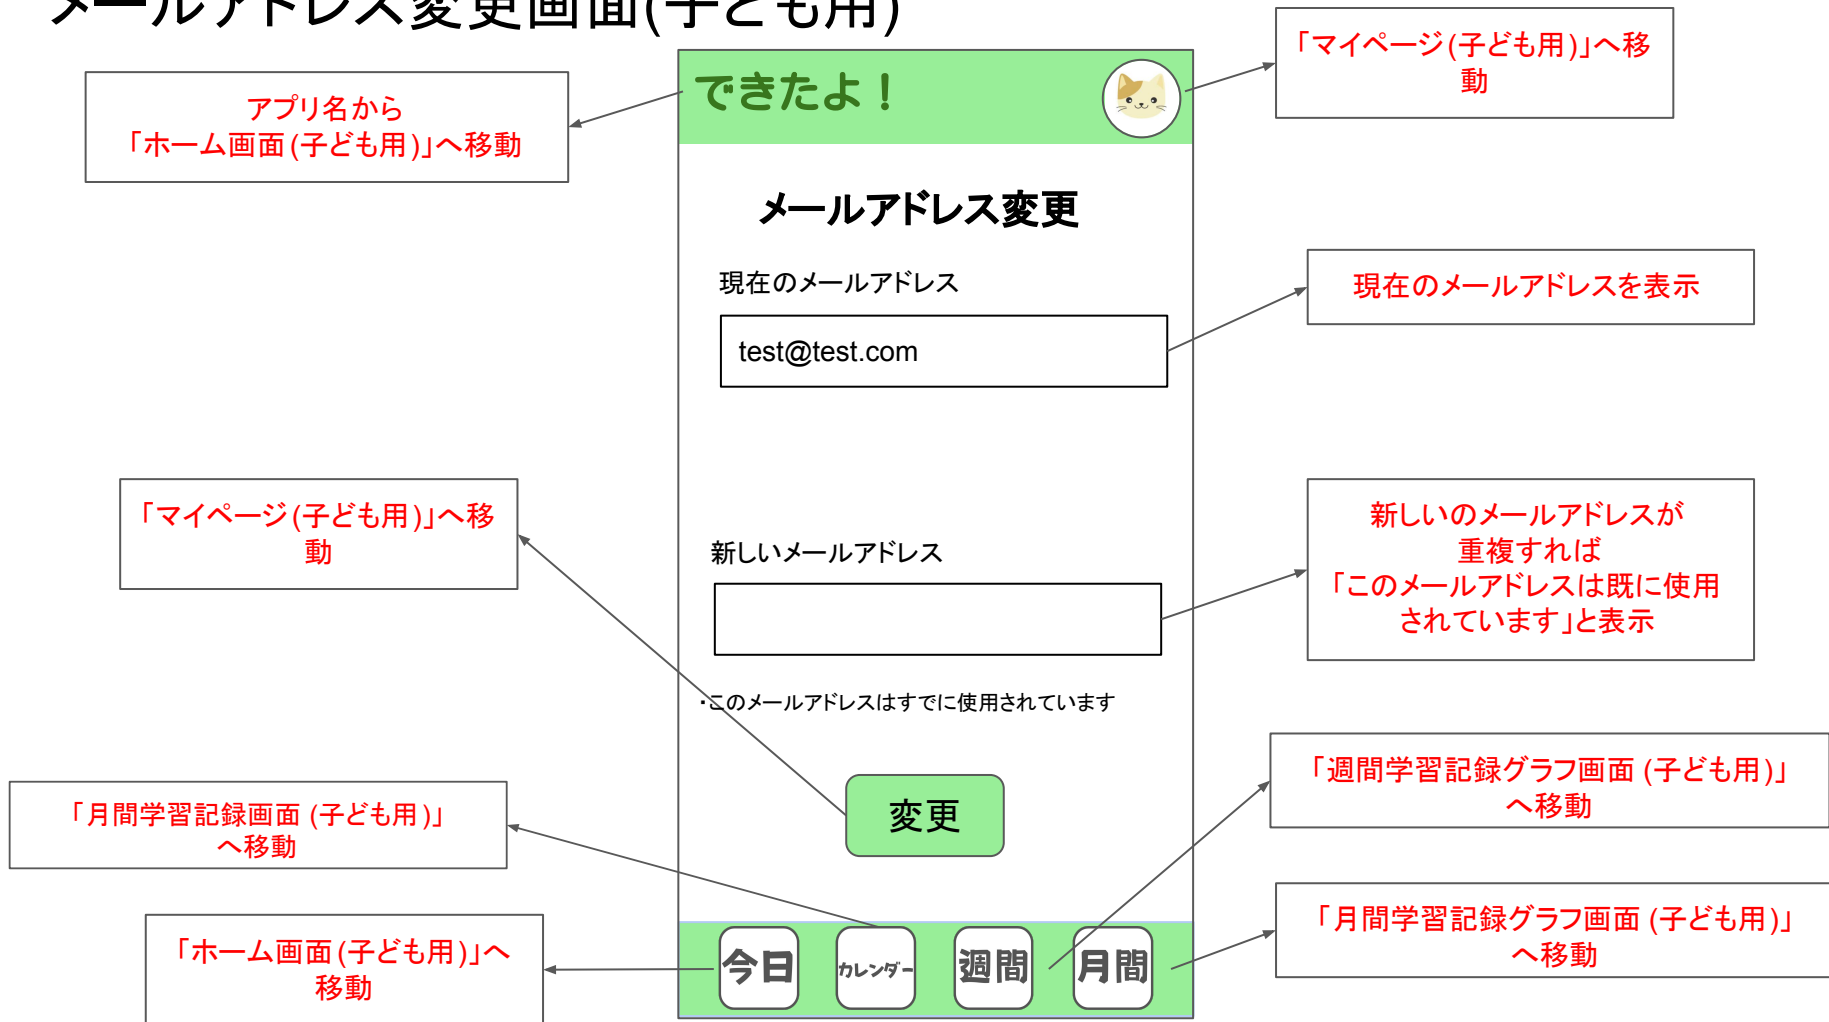 メールアドレス変更画面(子ども用)
「マイページ(子ども用)」へ移
動
できたよ！
アプリ名から
「ホーム画面(子ども用)」へ移動
メールアドレス変更
現在のメールアドレス
現在のメールアドレスを表示
test@test.com
「マイページ(子ども用)」へ移
動
新しいのメールアドレスが
重複すれば
「このメールアドレスは既に使用
されています」と表示
新しいメールアドレス
・このメールアドレスはすでに使用されています
「週間学習記録グラフ画面 (子ども用)」
へ移動
「月間学習記録画面 (子ども用)」
へ移動
変更
「月間学習記録グラフ画面 (子ども用)」
へ移動
「ホーム画面(子ども用)」へ
移動
今日
カレンダー
週間
月間